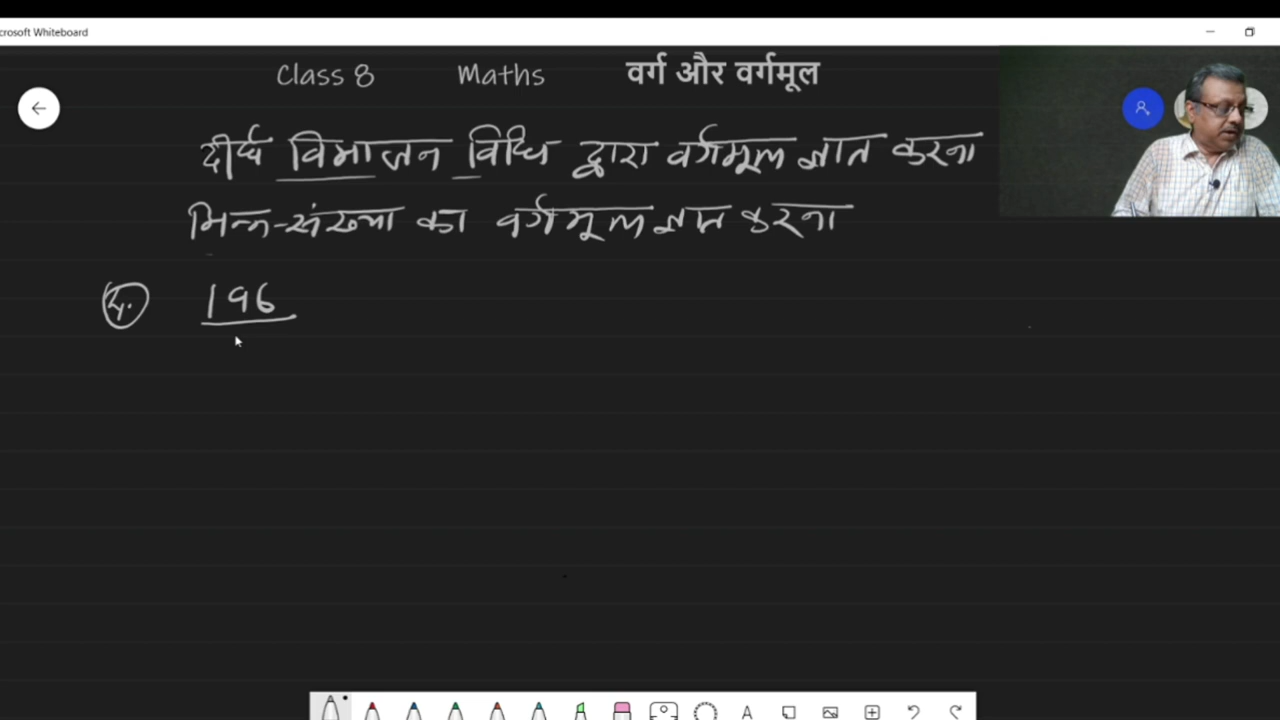 crosoft Whiteboard
Class 8 Maths वर्ग और वर्गमूल
दीर्घ विभाजन विधि द्वारा वर्गमूल ज्ञात करना
भिन्न-संख्या का वर्गमूल ज्ञात करना
196
A